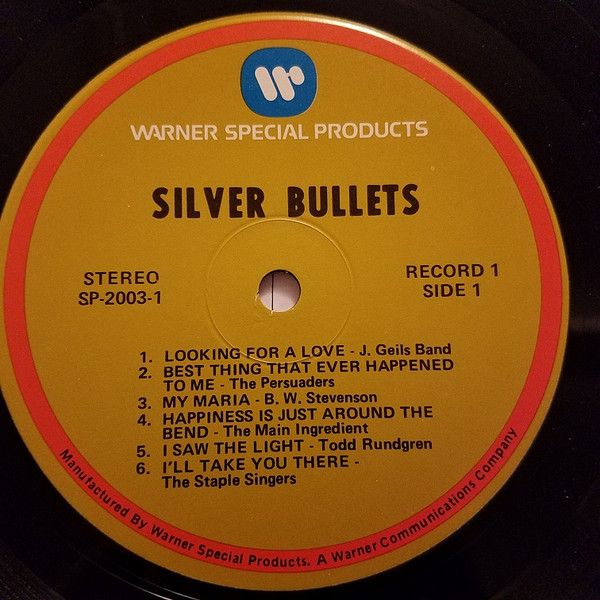 WARNER SPECIAL PRODUCTS
SILVER BULLETS
STEREO
SP-2003-1
RECORD 1
SIDE 1
1. LOOKING FOR A LOVE - J. Geils Band
2. BEST THING THAT EVER HAPPENED
TO ME - The Persuaders
3. MY MARIA - B. W. Stevenson
4. HAPPINESS IS JUST AROUND THE
BEND - The Main Ingredient
5. I SAW THE LIGHT - Todd Rundgren
6. I'LL TAKE YOU THERE -
The Staple Singers
Manufactured By Warner Special Products. A Warner Communications Company